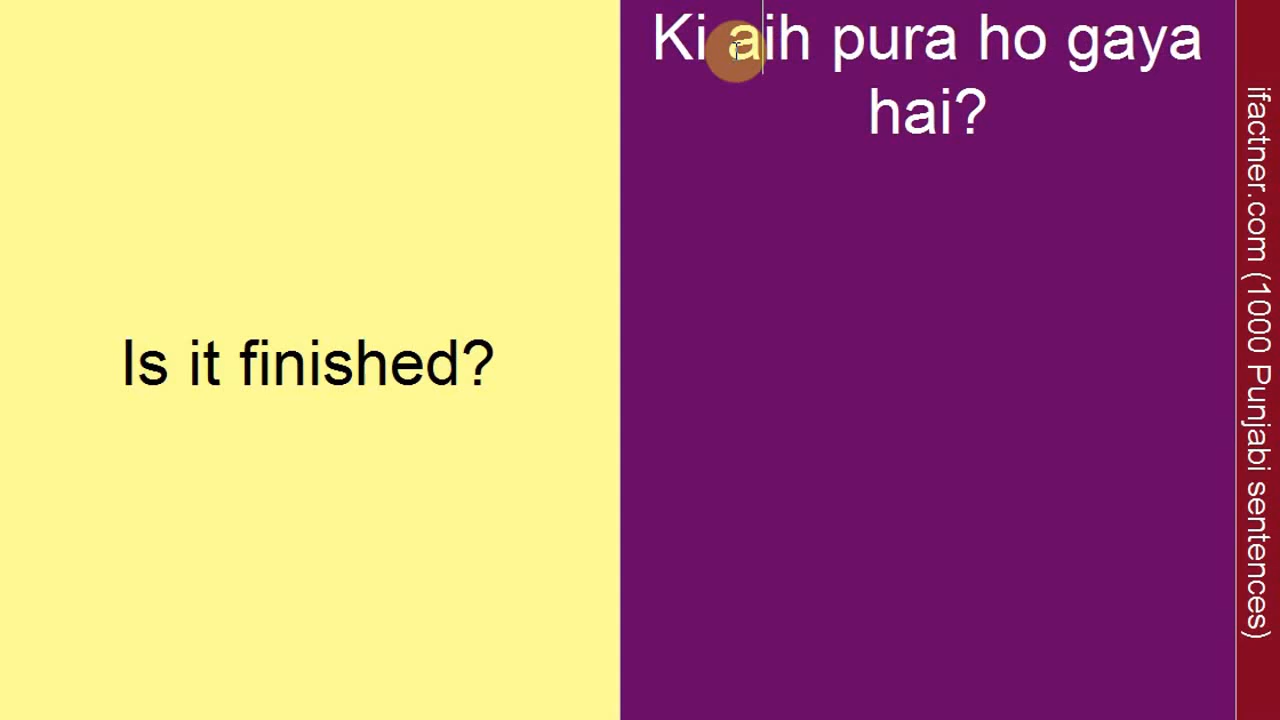 Is it finished?
Ki aih pura ho gaya
hai?
ifactner.com (1000 Punjabi sentences)